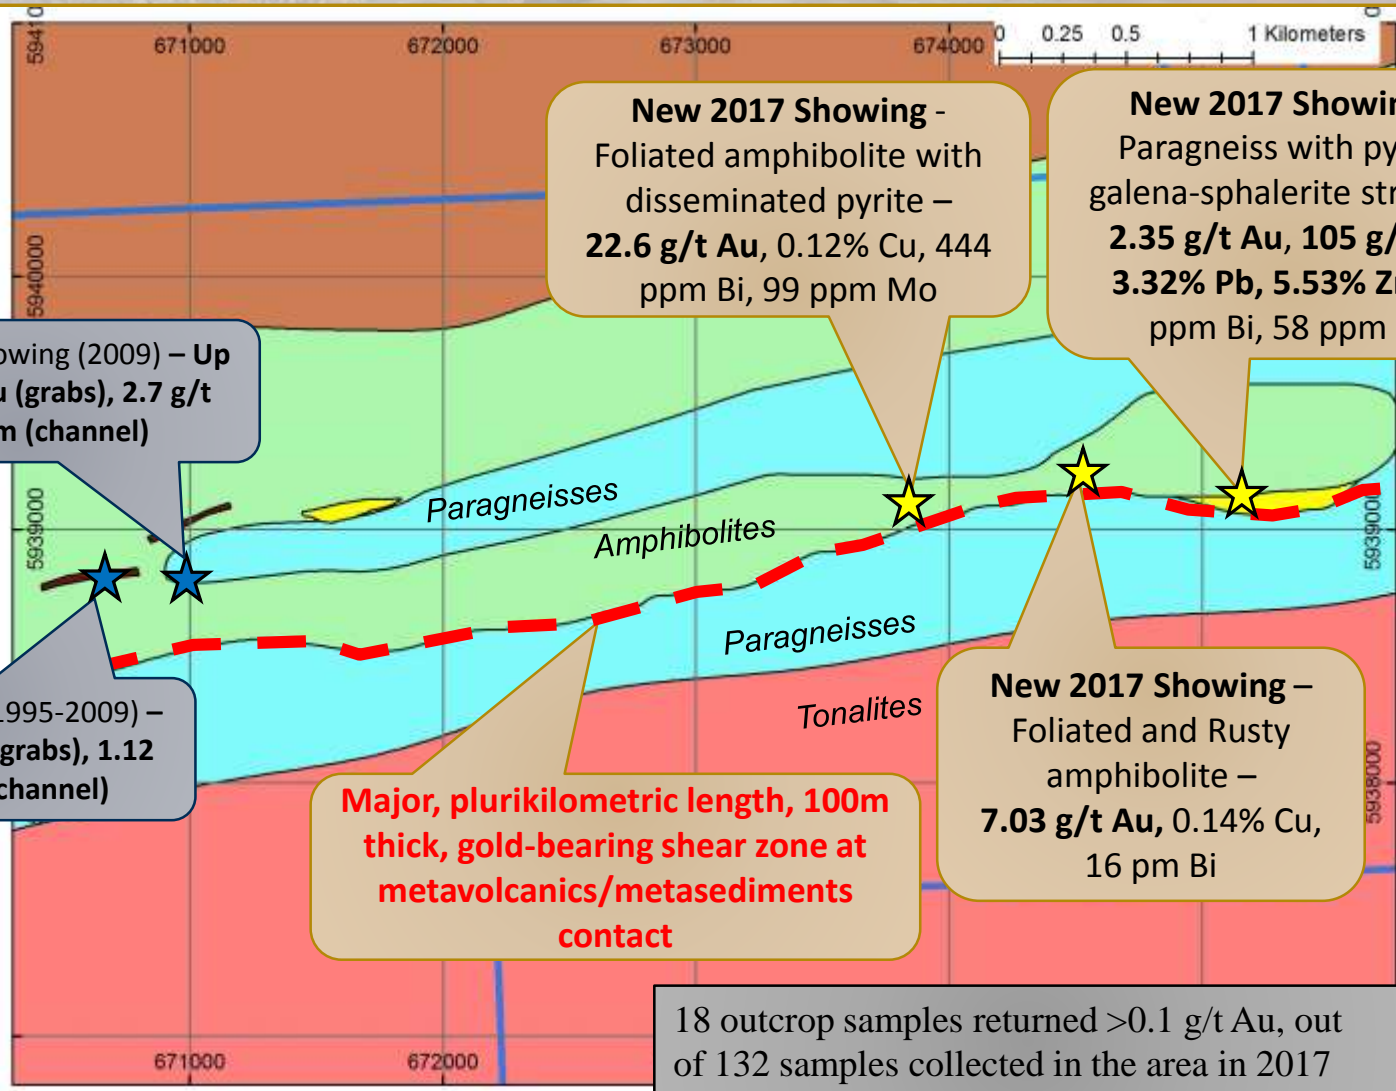 671000
672000
673000
674000
0 0.25 0.5 1 Kilometers
5940000
5939000
5939000
5938000
New 2017 Showing -
Foliated amphibolite with
disseminated pyrite –
22.6 g/t Au, 0.12% Cu, 444
ppm Bi, 99 ppm Mo
New 2017
Paragneiss with
galena-sphalerite
2.35 g/t Au, 105
3.32% Pb, 5.53%
ppm Bi, 58 ppm
(2009) – Up
(grabs), 2.7 g/t
(channel)
Paragneisses
Amphibolites
Paragneisses
Tonalites
1995-2009) –
grabs), 1.12
channel)
Major, plurikilometric length, 100m
thick, gold-bearing shear zone at
metavolcanics/metasediments
contact
New 2017 Showing –
Foliated and Rusty
amphibolite –
7.03 g/t Au, 0.14% Cu,
16 pm Bi
18 outcrop samples returned >0.1 g/t Au, out
of 132 samples collected in the area in 2017
671000
672000